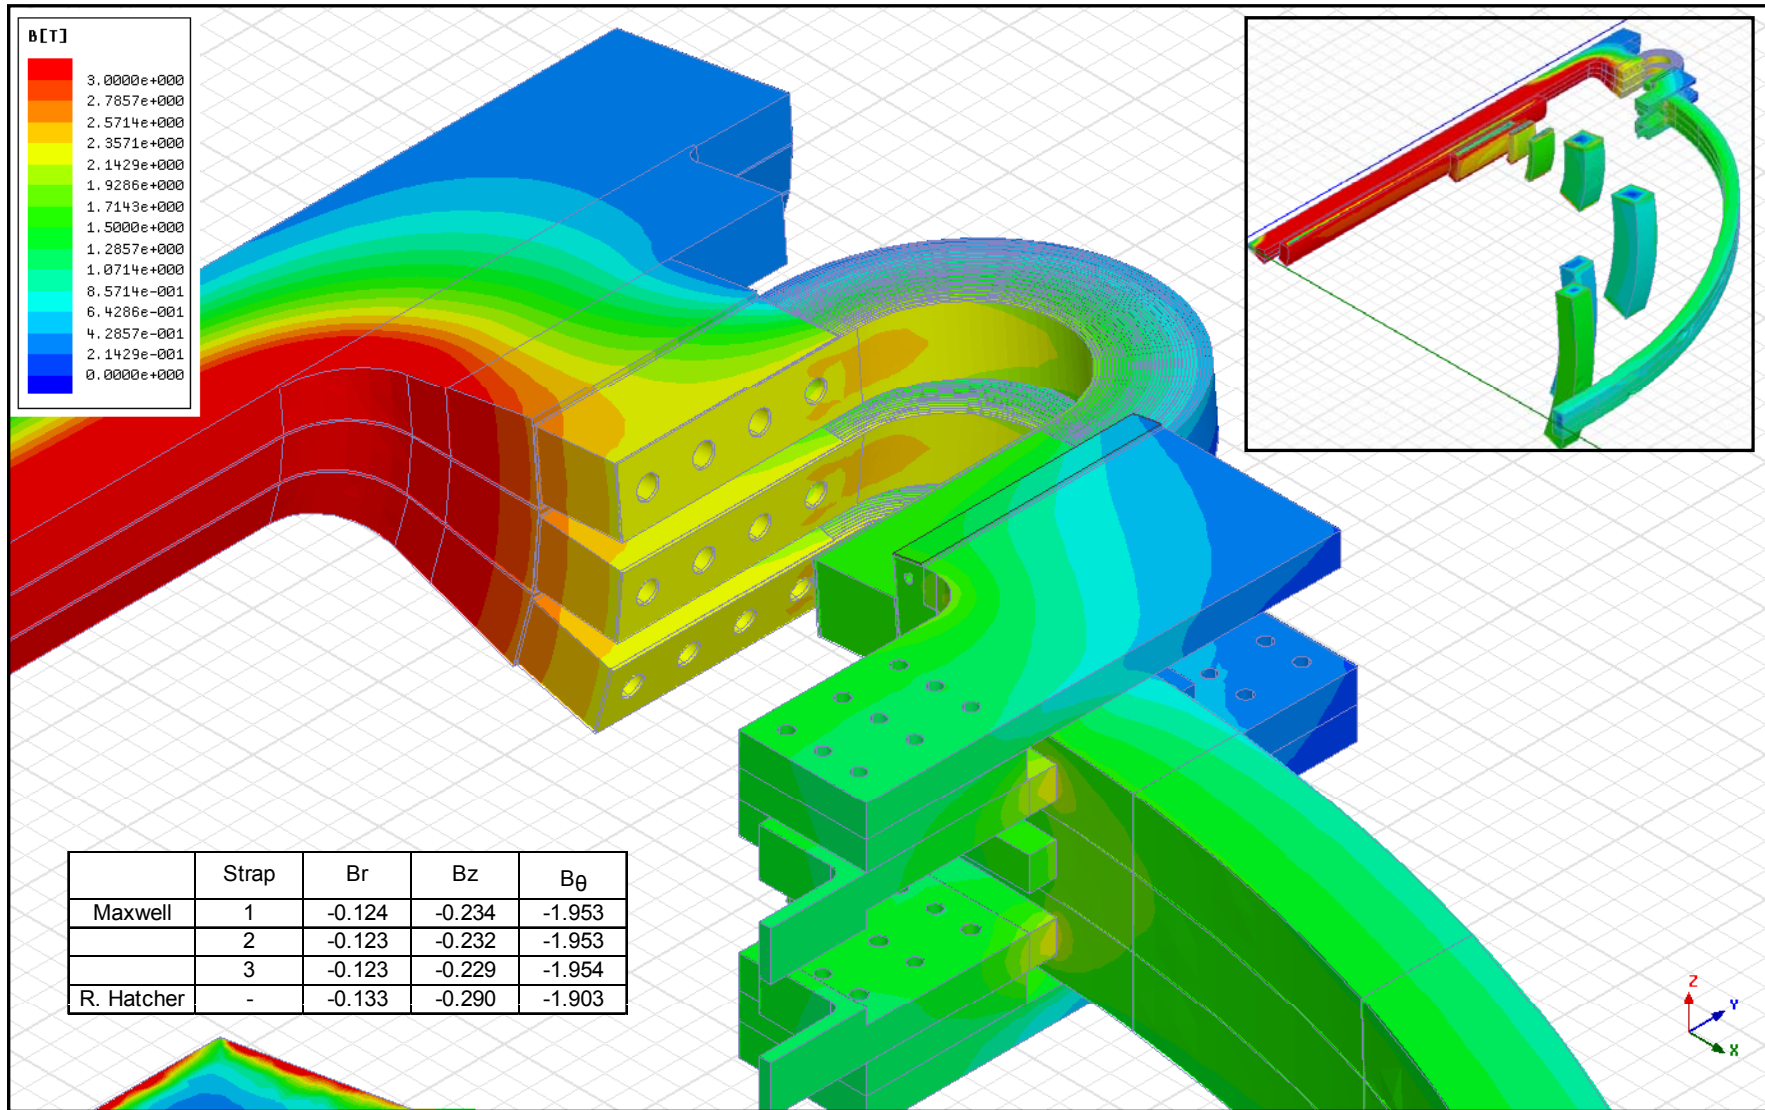 B[T]
3.0000e+000
2.7857e+000
2.5714e+000
2.3571e+000
2.1429e+000
1.9286e+000
1.7143e+000
1.5000e+000
1.2857e+000
1.0714e+000
8.5714e-001
6.4286e-001
4.2857e-001
2.1429e-001
0.0000e+000
Strap Br Bz Bθ
Maxwell 1 -0.124 -0.234 -1.953
2 -0.123 -0.232 -1.953
3 -0.123 -0.229 -1.954
R. Hatcher - -0.133 -0.290 -1.903
Z
Y
X